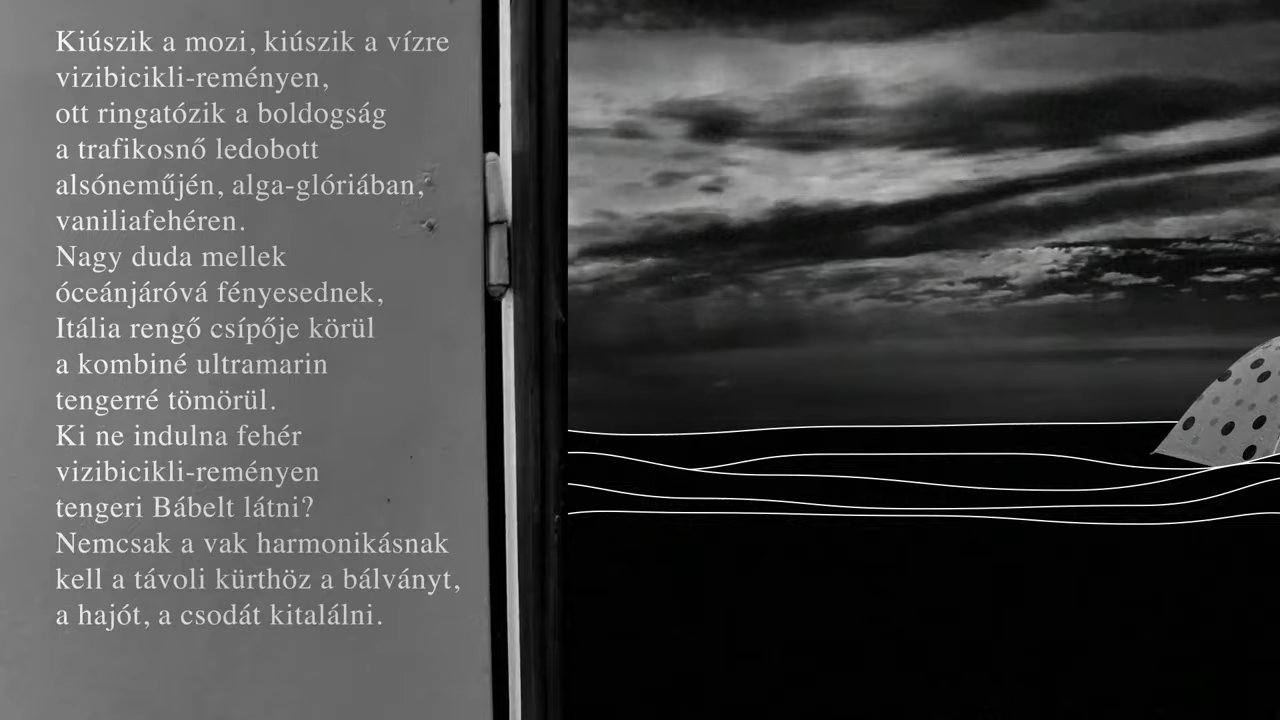 Kiúszik a mozi, kiúszik a vízre
vizibicikli-reményen,
ott ringatózik a boldogság
a trafikosnő ledobott
alsóneműjén, alga-glóriában,
vaniliafehéren.
Nagy duda mellek
óceánjáróvá fényesednek,
Itália rengő csípője körül
a kombiné ultramarin
tengerré tömörül.
Ki ne indulna fehér
vizibicikli-reményen
tengeri Bábelt látni?
Nemcsak a vak harmonikásnak
kell a távoli kürthöz a bálványt,
a hajót, a csodát kitalálni.